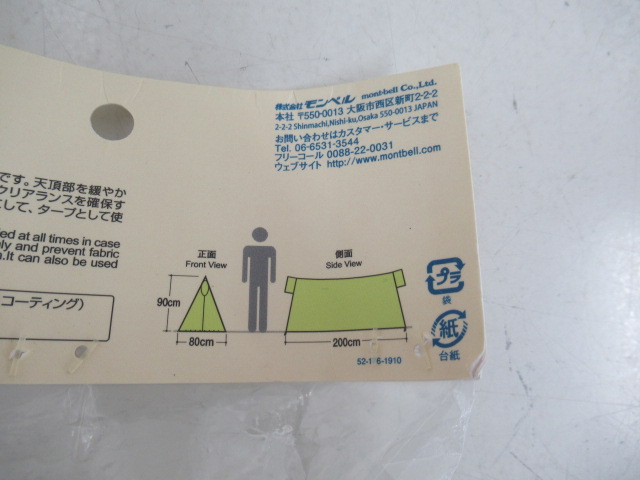 株式会社 モンベル mont-bell Co.,Ltd.
本社 〒550-0013 大阪市西区新町2-2-2
2-2-2 Shinmachi,Nishi-ku,Osaka 550-0013 JAPAN
お問い合わせはカスタマー・サービスまで
Tel. 06-6531-3544
フリーコール 0088-22-0031
ウェブサイト http://www.montbell.com
です。天頂部を緩やか
クリアランスを確保す
して、タープとして使
at all times in case
and prevent fabric
.It can also be used
コーティング)
正面
Front View
側面
Side View
90cm
80cm
200cm
プラ
袋
紙
台紙
6-1910